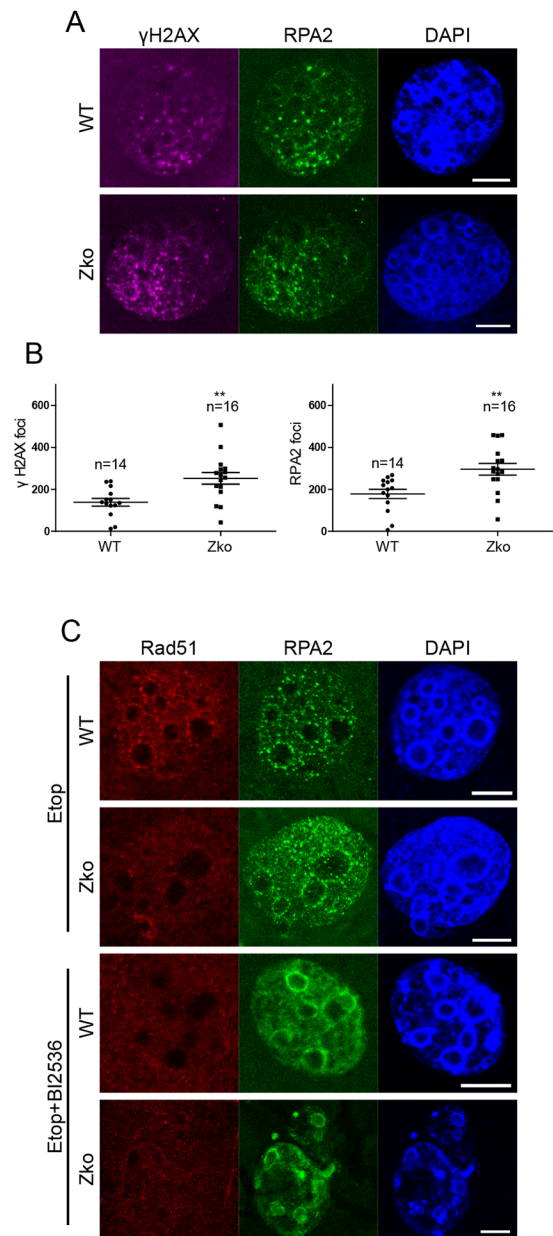 A
γH2AX RPA2 DAPI
WT
Zko
B
γ H2AX foci
600
400
200
0
n=14
**
n=16
WT Zko
RPA2 foci
600
400
200
0
n=14
**
n=16
WT Zko
C
Rad51 RPA2 DAPI
Etop
WT
Zko
Etop+BI2536
WT
Zko